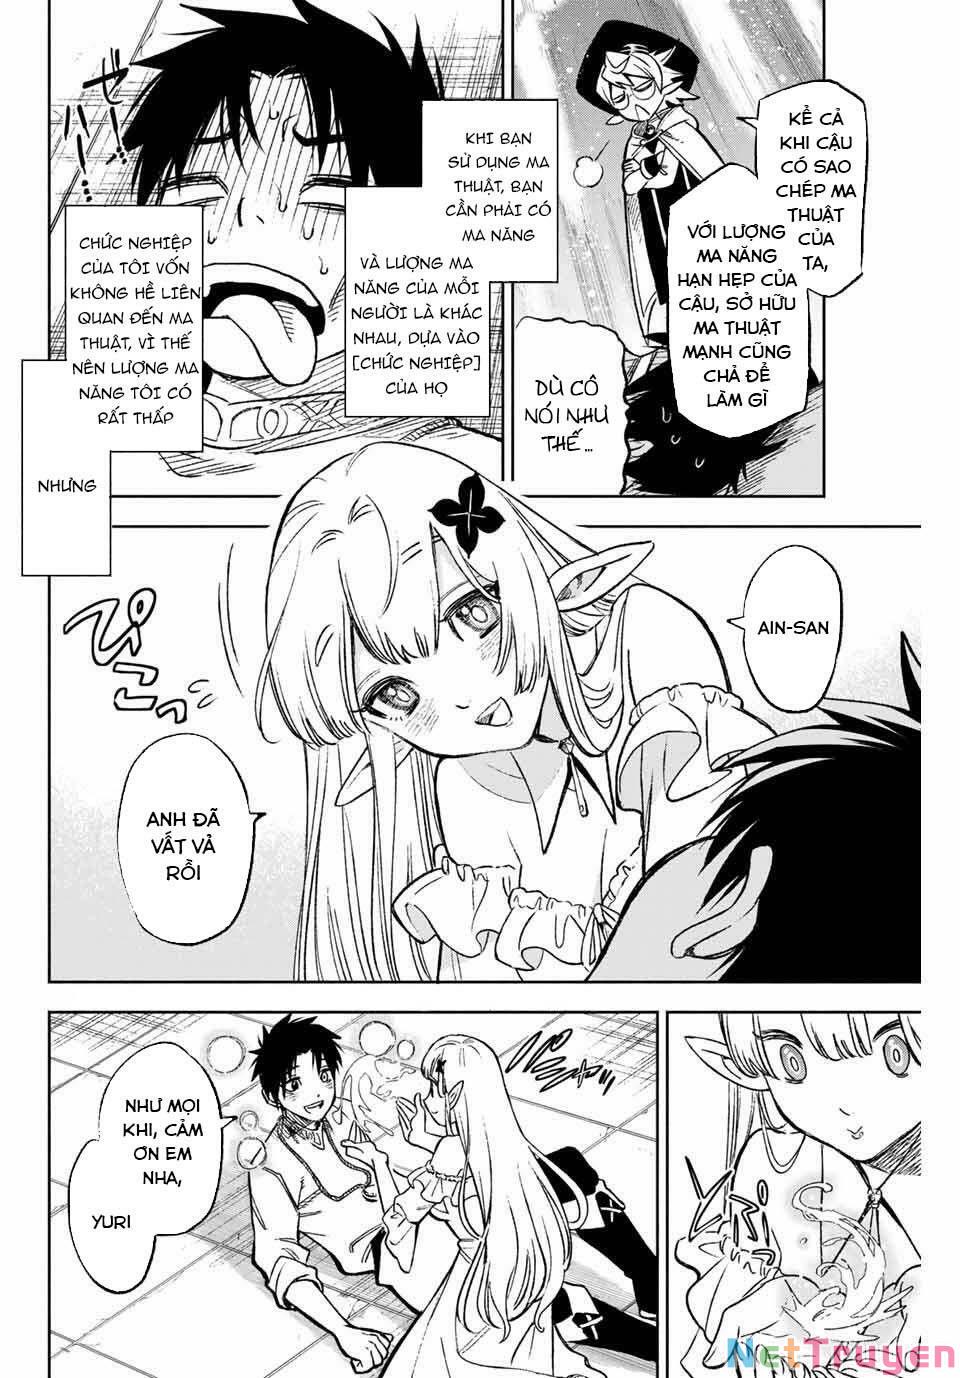 KỂ CẢ
KHI CẬU
CÓ SAO
CHÉP MA
THUẬT
CỦA
TA,
VỚI LƯỢNG
MA NĂNG
HẠN HẸP CỦA
CẬU, SỞ HỮU
MA THUẬT
MẠNH CŨNG
CHẢ ĐỂ
LÀM GÌ
DÙ CÔ
NÓI NHƯ
THẾ...
KHI BẠN
SỬ DỤNG MA
THUẬT, BẠN
CẦN PHẢI CÓ
MA NĂNG
VÀ LƯỢNG MA
NĂNG CỦA MỖI
NGƯỜI LÀ KHÁC
NHAU, DỰA VÀO
[CHỨC NGHIỆP]
CỦA HỌ
CHỨC NGHIỆP
CỦA TÔI VỐN
KHÔNG HỀ LIÊN
QUAN ĐẾN MA
THUẬT, VÌ THẾ
NÊN LƯỢNG MA
NĂNG TÔI CÓ
RẤT THẤP
NHƯNG
AIN-SAN
ぴこっ
ANH ĐÃ
VẤT VẢ
RỒI
NHƯ MỌI
KHI, CẢM
ƠN EM
NHA,
YURI
NetTruyen